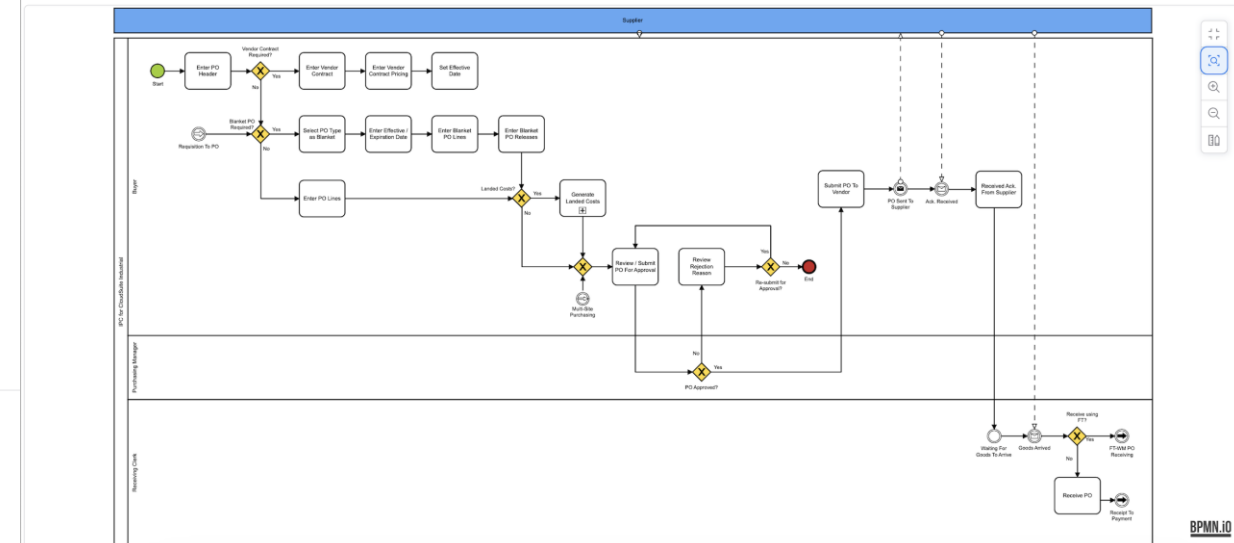 Supplier
IPC for CloudSuite Industrial
Buyer
Start
Enter PO
Header
Vendor Contract
Required?
Yes
No
Enter Vendor
Contract
Enter Vendor
Contract Pricing
Set Effective
Date
Requisition To PO
Blanket PO
Required?
Yes
No
Select PO Type
as Blanket
Enter Effective /
Expiration Date
Enter Blanket
PO Lines
Enter Blanket
PO Releases
Enter PO Lines
Landed Costs?
Yes
No
Generate
Landed Costs
Multi-Site
Purchasing
Review / Submit
PO For Approval
Review
Rejection
Reason
Yes
No
Re-submit for
Approval?
End
Submit PO To
Vendor
PO Sent To
Supplier
Ack. Received
Received Ack.
From Supplier
Purchasing Manager
No
Yes
PO Approved?
Receiving Clerk
Waiting For
Goods To Arrive
Goods Arrived
Receive using
FT?
Yes
No
FT-WM PO
Receiving
Receive PO
Receipt To
Payment
BPMN.iO